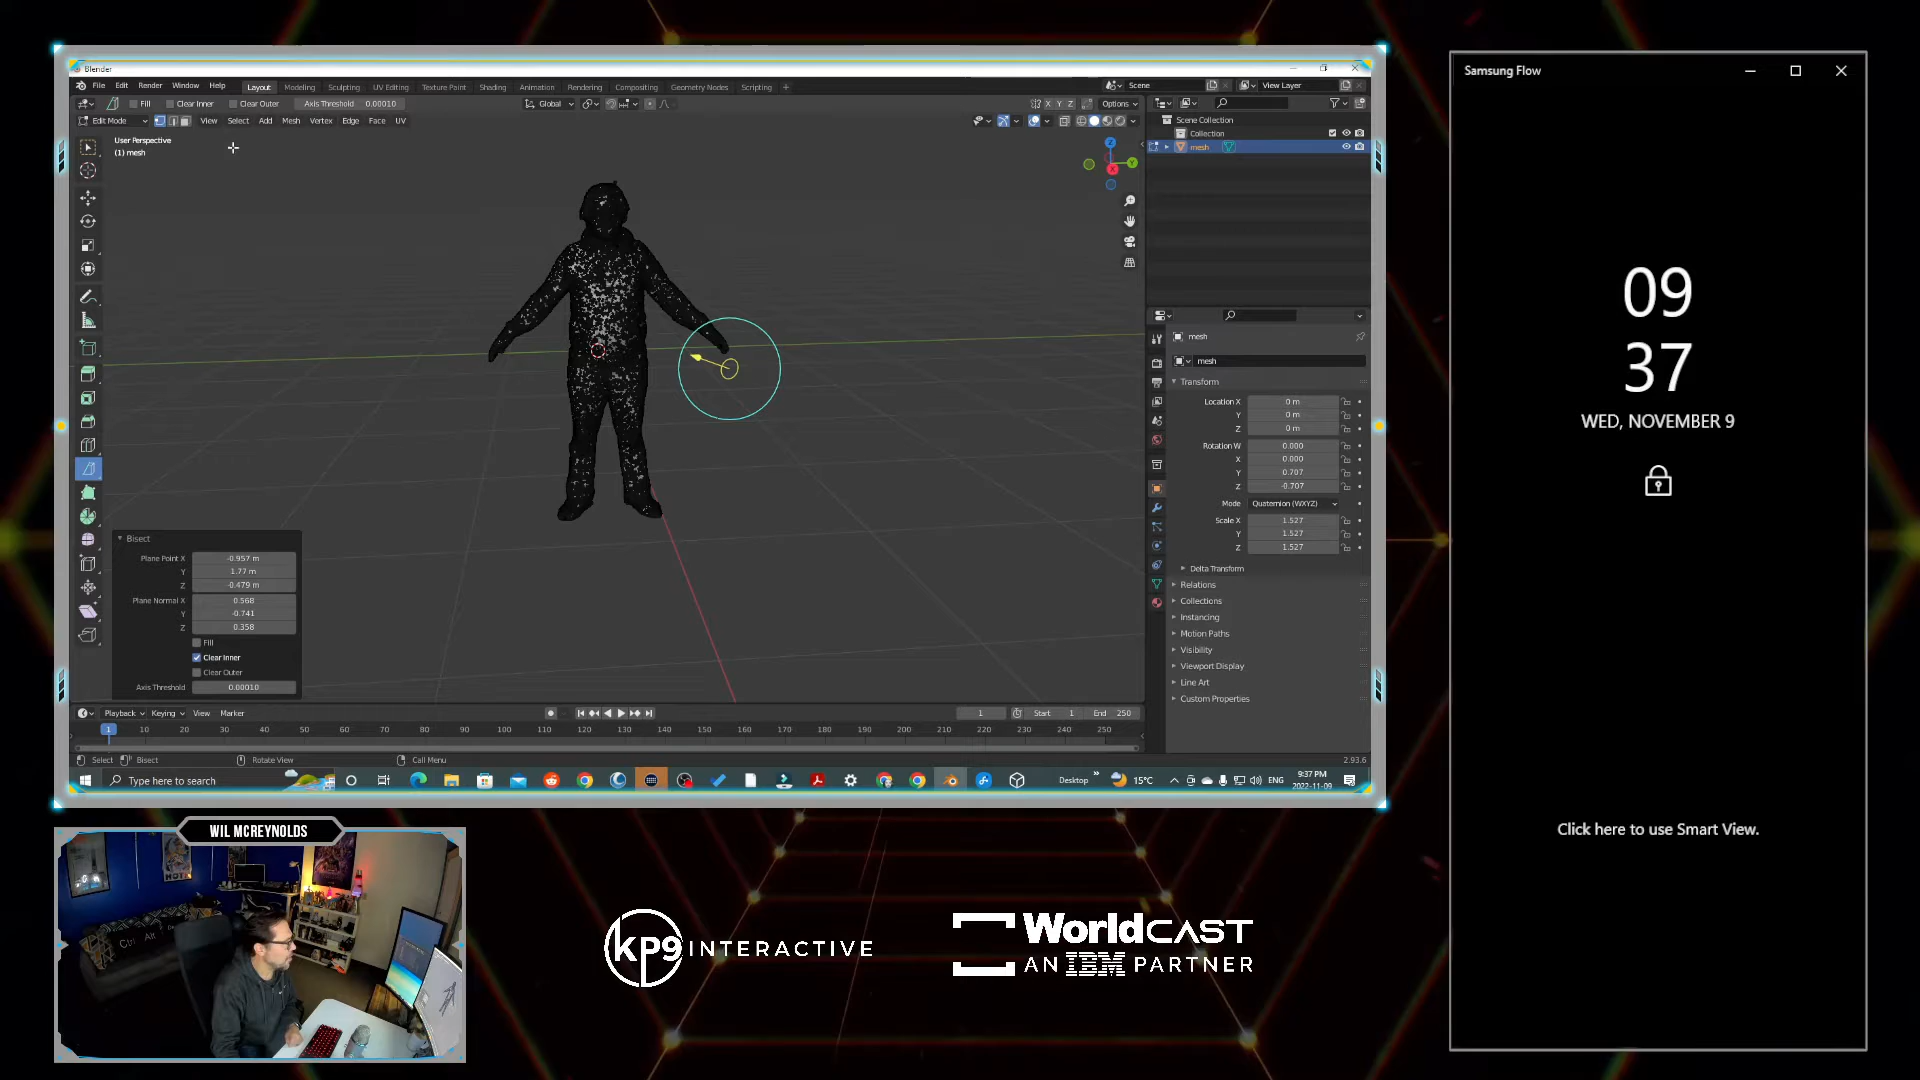 Blender
File Edit Render Window Help
Layout Modeling Sculpting UV Editing Texture Paint Shading Animation Rendering Compositing Geometry Nodes Scripting +
Scene
View Layer
Fill Clear Inner Clear Outer Axis Threshold 0.00010
Global
X Y Z
Options
Edit Mode
View Select Add Mesh Vertex Edge Face UV
User Perspective
(1) mesh
Z
Y
X
Scene Collection
Collection
mesh
mesh
mesh
Transform
Location X 0 m
Y 0 m
Z 0 m
Rotation W 0.000
X 0.000
Y 0.707
Z -0.707
Mode Quaternion (WXYZ)
Scale X 1.527
Y 1.527
Z 1.527
Delta Transform
Relations
Collections
Instancing
Motion Paths
Visibility
Viewport Display
Line Art
Custom Properties
Bisect
Plane Point X -0.957 m
Y 1.77 m
Z -0.479 m
Plane Normal X 0.568
Y -0.741
Z 0.358
Fill
Clear Inner
Clear Outer
Axis Threshold 0.00010
Playback Keying View Marker
1
Start 1
End 250
1 10 20 30 40 50 60 70 80 90 100 110 120 130 140 150 160 170 180 190 200 210 220 230 240 250
Select Bisect Rotate View Call Menu
2.93.6
Type here to search
Desktop
15°C
ENG
9:37 PM
2022-11-09
Samsung Flow
09
37
WED, NOVEMBER 9
Click here to use Smart View.
WIL MCREYNOLDS
Ctrl Alt
kp9 INTERACTIVE
WorldCAST
AN IBM PARTNER